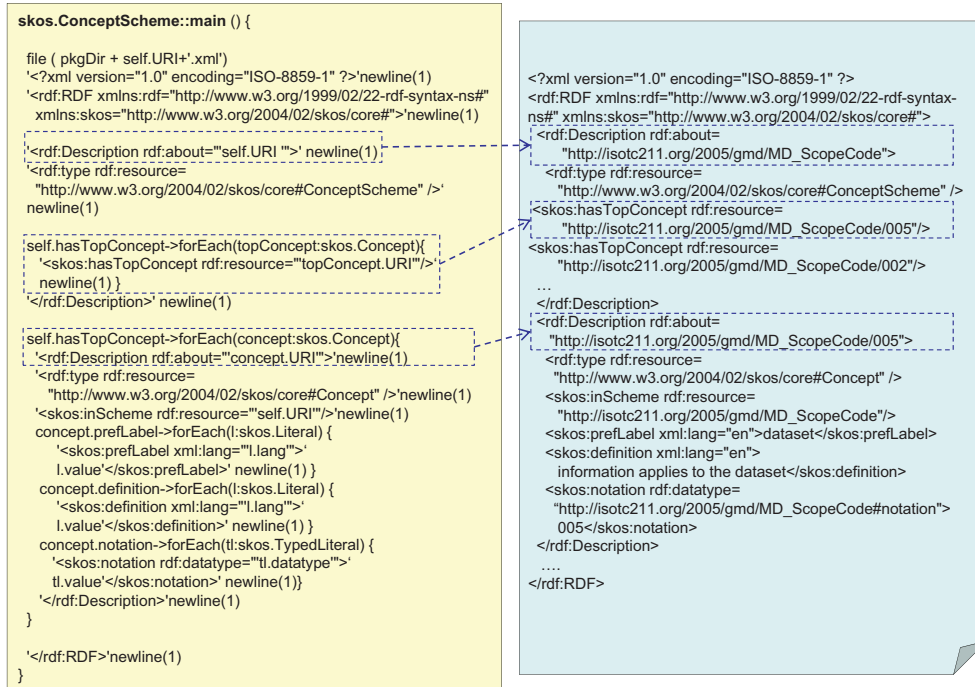 skos.ConceptScheme::main () {
file ( pkgDir + self.URI+'.xml')
'<?xml version="1.0" encoding="ISO-8859-1" ?>'newline(1)
'<rdf:RDF xmlns:rdf="http://www.w3.org/1999/02/22-rdf-syntax-ns#"
xmlns:skos="http://www.w3.org/2004/02/skos/core#">'newline(1)
'<rdf:Description rdf:about="'self.URI '">' newline(1)
'<rdf:type rdf:resource=
"http://www.w3.org/2004/02/skos/core#ConceptScheme" />‘
newline(1)
self.hasTopConcept->forEach(topConcept:skos.Concept){
'<skos:hasTopConcept rdf:resource="'topConcept.URI'"/>‘
newline(1) }
'</rdf:Description>' newline(1)
self.hasTopConcept->forEach(concept:skos.Concept){
'<rdf:Description rdf:about="'concept.URI'">'newline(1)
'<rdf:type rdf:resource=
"http://www.w3.org/2004/02/skos/core#Concept" />'newline(1)
'<skos:inScheme rdf:resource="'self.URI'"/>'newline(1)
concept.prefLabel->forEach(l:skos.Literal) {
'<skos:prefLabel xml:lang="'l.lang'">‘
l.value'</skos:prefLabel>' newline(1) }
concept.definition->forEach(l:skos.Literal) {
'<skos:definition xml:lang="'l.lang'">‘
l.value'</skos:definition>' newline(1) }
concept.notation->forEach(tl:skos.TypedLiteral) {
'<skos:notation rdf:datatype="'tl.datatype'">‘
tl.value'</skos:notation>' newline(1)}
'</rdf:Description>'newline(1)
}
'</rdf:RDF>'newline(1)
}
<?xml version="1.0" encoding="ISO-8859-1" ?>
<rdf:RDF xmlns:rdf="http://www.w3.org/1999/02/22-rdf-syntax-
ns#" xmlns:skos="http://www.w3.org/2004/02/skos/core#">
<rdf:Description rdf:about=
"http://isotc211.org/2005/gmd/MD_ScopeCode">
<rdf:type rdf:resource=
"http://www.w3.org/2004/02/skos/core#ConceptScheme" />
<skos:hasTopConcept rdf:resource=
"http://isotc211.org/2005/gmd/MD_ScopeCode/005"/>
<skos:hasTopConcept rdf:resource=
"http://isotc211.org/2005/gmd/MD_ScopeCode/002"/>
…
</rdf:Description>
<rdf:Description rdf:about=
"http://isotc211.org/2005/gmd/MD_ScopeCode/005">
<rdf:type rdf:resource=
"http://www.w3.org/2004/02/skos/core#Concept" />
<skos:inScheme rdf:resource=
"http://isotc211.org/2005/gmd/MD_ScopeCode"/>
<skos:prefLabel xml:lang="en">dataset</skos:prefLabel>
<skos:definition xml:lang="en">
information applies to the dataset</skos:definition>
<skos:notation rdf:datatype=
“http://isotc211.org/2005/gmd/MD_ScopeCode#notation">
005</skos:notation>
</rdf:Description>
….
</rdf:RDF>